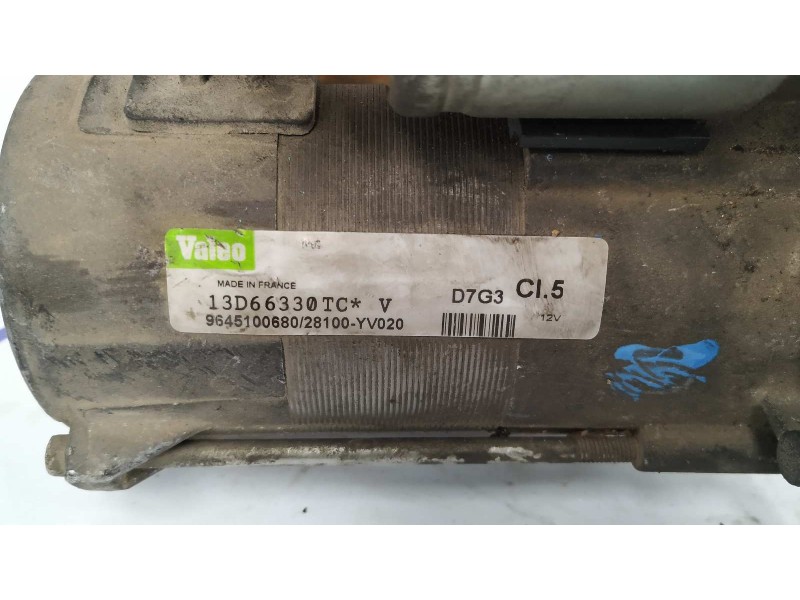 Valeo
MADE IN FRANCE
13D66330TC* V
D7G3 Cl.5
9645100680/28100-YV020
12V